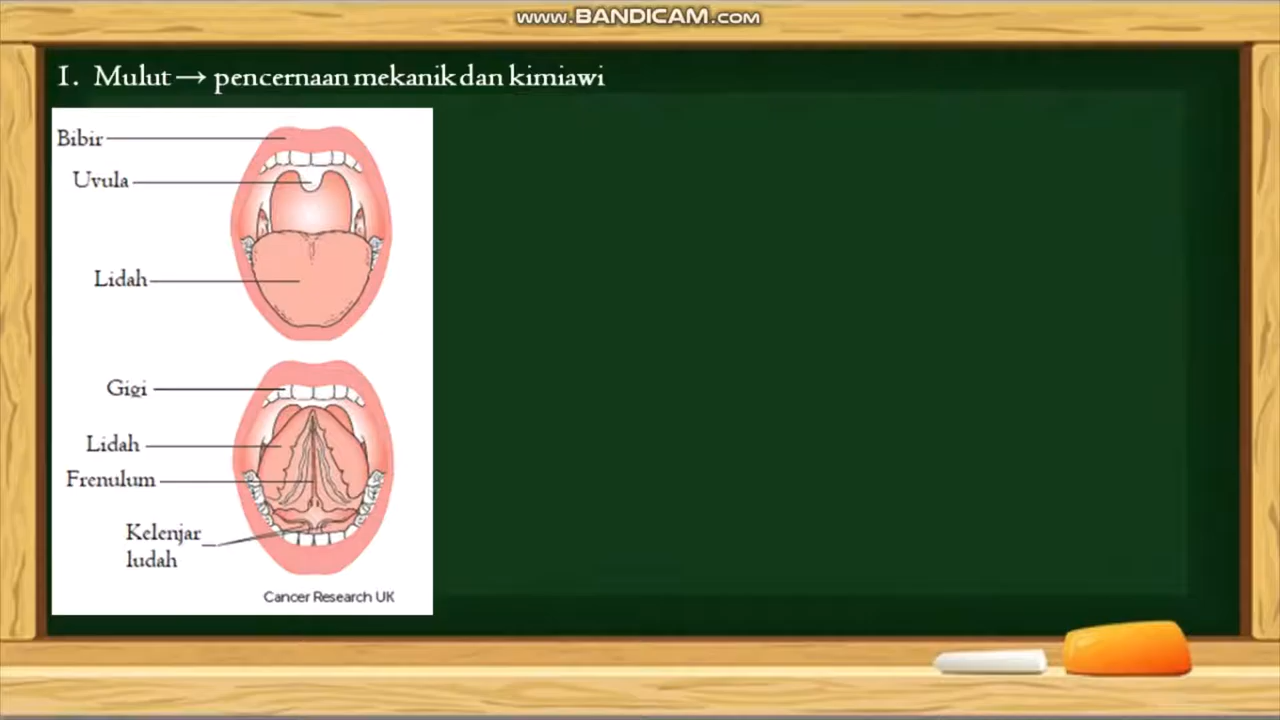 www.BANDICAM.com
I. Mulut → pencernaan mekanik dan kimiawi
Bibir
Uvula
Lidah
Gigi
Lidah
Frenulum
Kelenjar
ludah
Cancer Research UK